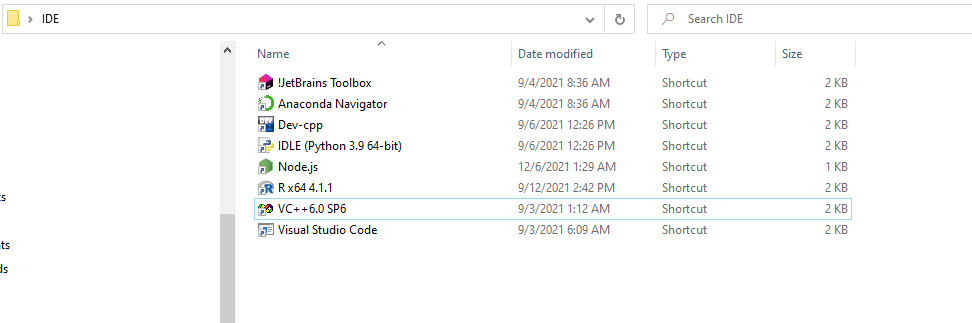 IDE
Search IDE
Name Date modified Type Size
!JetBrains Toolbox 9/4/2021 8:36 AM Shortcut 2 KB
Anaconda Navigator 9/4/2021 8:36 AM Shortcut 2 KB
Dev-cpp 9/6/2021 12:26 PM Shortcut 2 KB
IDLE (Python 3.9 64-bit) 9/6/2021 12:26 PM Shortcut 2 KB
Node.js 12/6/2021 1:29 AM Shortcut 1 KB
R x64 4.1.1 9/12/2021 2:42 PM Shortcut 2 KB
VC++6.0 SP6 9/3/2021 1:12 AM Shortcut 2 KB
Visual Studio Code 9/3/2021 6:09 AM Shortcut 2 KB